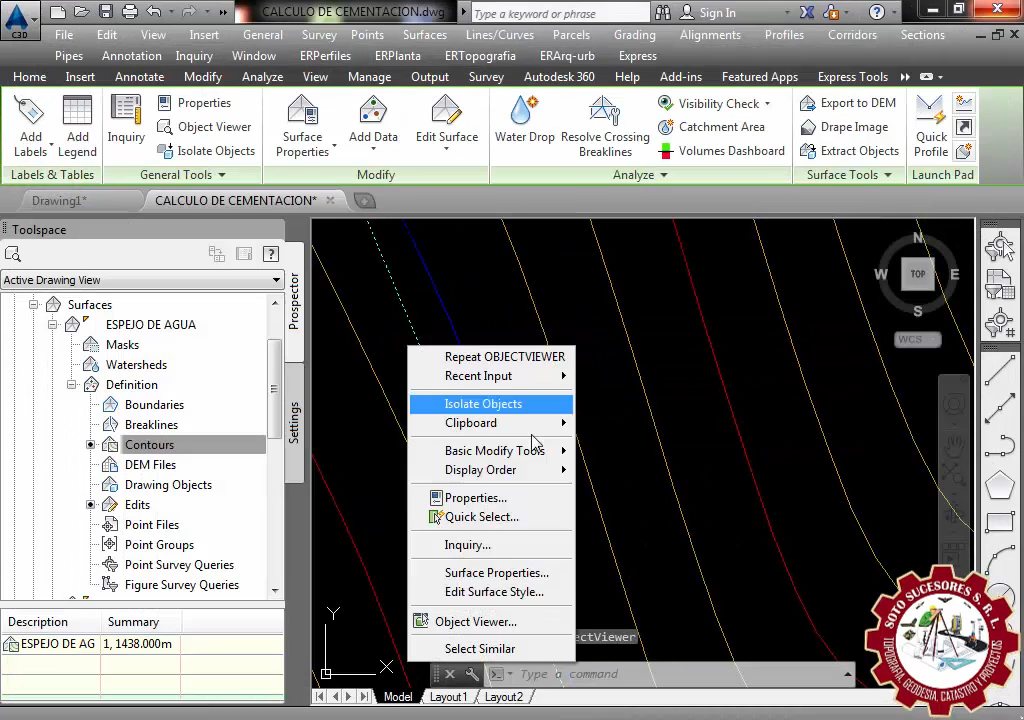 CALCULO DE CEMENTACION.dwg
Type a keyword or phrase
Sign In
C3D
File Edit View Insert General Survey Points Surfaces Lines/Curves Parcels Grading Alignments Profiles Corridors Sections
Pipes Annotation Inquiry Window ERPerfiles ERPlanta ERTopografia ERArq-urb Express
Home Insert Annotate Modify Analyze View Manage Output Survey Autodesk 360 Help Add-ins Featured Apps Express Tools
Add Labels
Add Legend
Labels & Tables
Inquiry
Properties
Object Viewer
Isolate Objects
General Tools
Surface Properties
Add Data
Edit Surface
Modify
Water Drop
Resolve Crossing Breaklines
Visibility Check
Catchment Area
Volumes Dashboard
Analyze
Export to DEM
Drape Image
Extract Objects
Surface Tools
Quick Profile
Launch Pad
Drawing1*
CALCULO DE CEMENTACION*
Toolspace
Active Drawing View
Prospector
Settings
Surfaces
ESPEJO DE AGUA
Masks
Watersheds
Definition
Boundaries
Breaklines
Contours
DEM Files
Drawing Objects
Edits
Point Files
Point Groups
Point Survey Queries
Figure Survey Queries
Description Summary
ESPEJO DE AG 1, 1438.000m
Repeat OBJECTVIEWER
Recent Input
Isolate Objects
Clipboard
Basic Modify Tools
Display Order
Properties...
Quick Select...
Inquiry...
Surface Properties...
Edit Surface Style...
Object Viewer...
Select Similar
N
W TOP E
S
WCS
Y
X
ectViewer
Type a command
Model Layout1 Layout2
SOTO SUCESORES S.R.L.
TOPOGRAFIA, GEODESIA, CATASTRO Y PROYECTOS